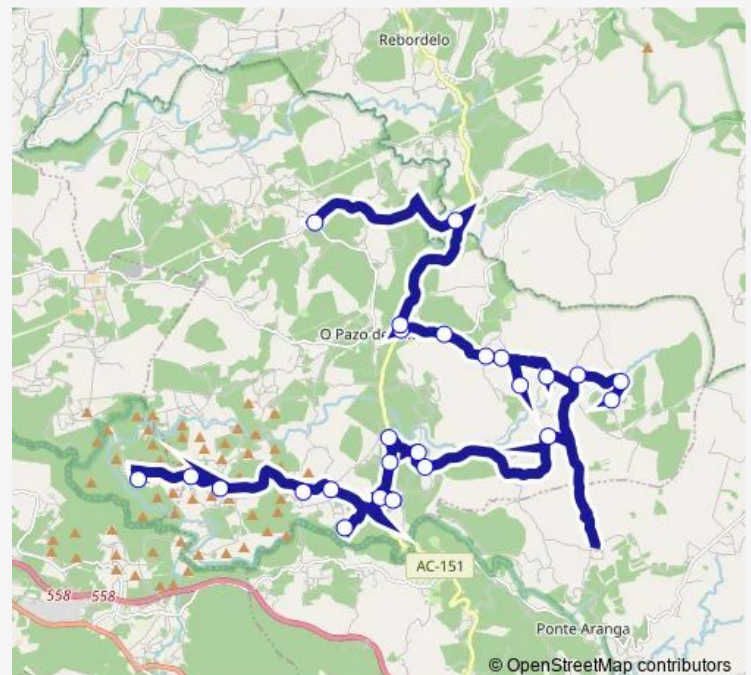 Rebordelo
O Pazo de
AC-151
558
558
Ponte Aranga
© OpenStreetMap contributors